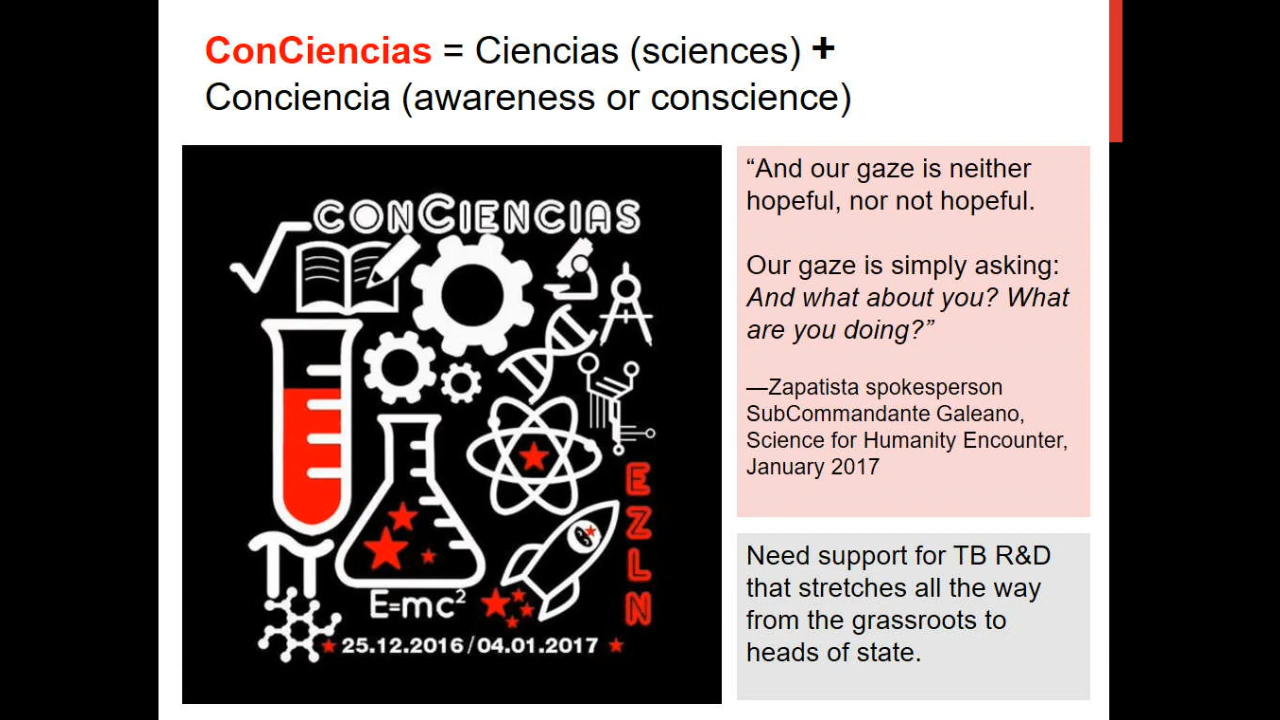 ConCiencias = Ciencias (sciences) +
Conciencia (awareness or conscience)
CONCIENCIAS
E=mc²
EZLN
25.12.2016/04.01.2017
“And our gaze is neither
hopeful, nor not hopeful.
Our gaze is simply asking:
And what about you? What
are you doing?”
—Zapatista spokesperson
SubCommandante Galeano,
Science for Humanity Encounter,
January 2017
Need support for TB R&D
that stretches all the way
from the grassroots to
heads of state.